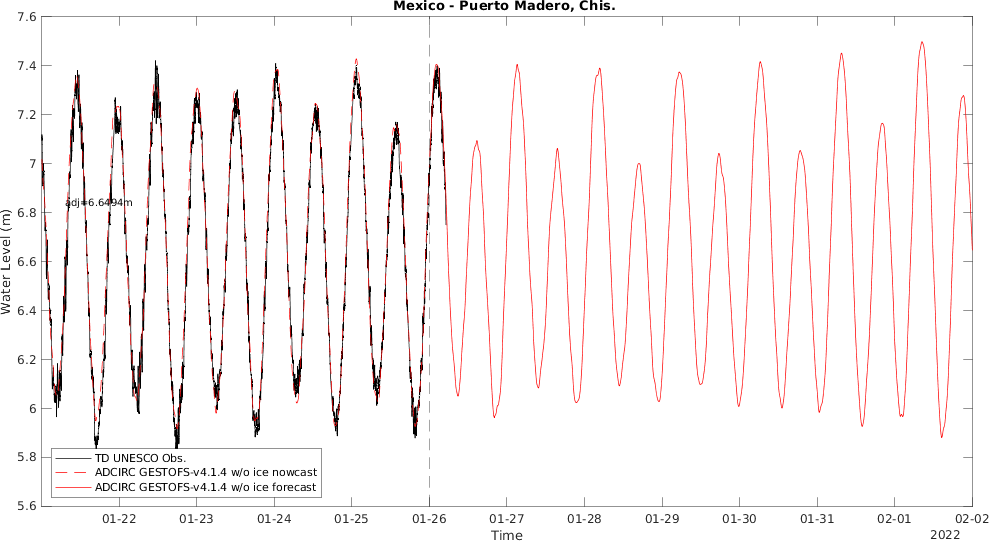 Mexico - Puerto Madero, Chis.
7.6
7.4
7.2
7
6.8
6.6
6.4
6.2
6
5.8
5.6
Water Level (m)
adj=6.6494m
TD UNESCO Obs.
ADCIRC GESTOFS-v4.1.4 w/o ice nowcast
ADCIRC GESTOFS-v4.1.4 w/o ice forecast
01-22 01-23 01-24 01-25 01-26 01-27 01-28 01-29 01-30 01-31 02-01 02-02
Time
2022